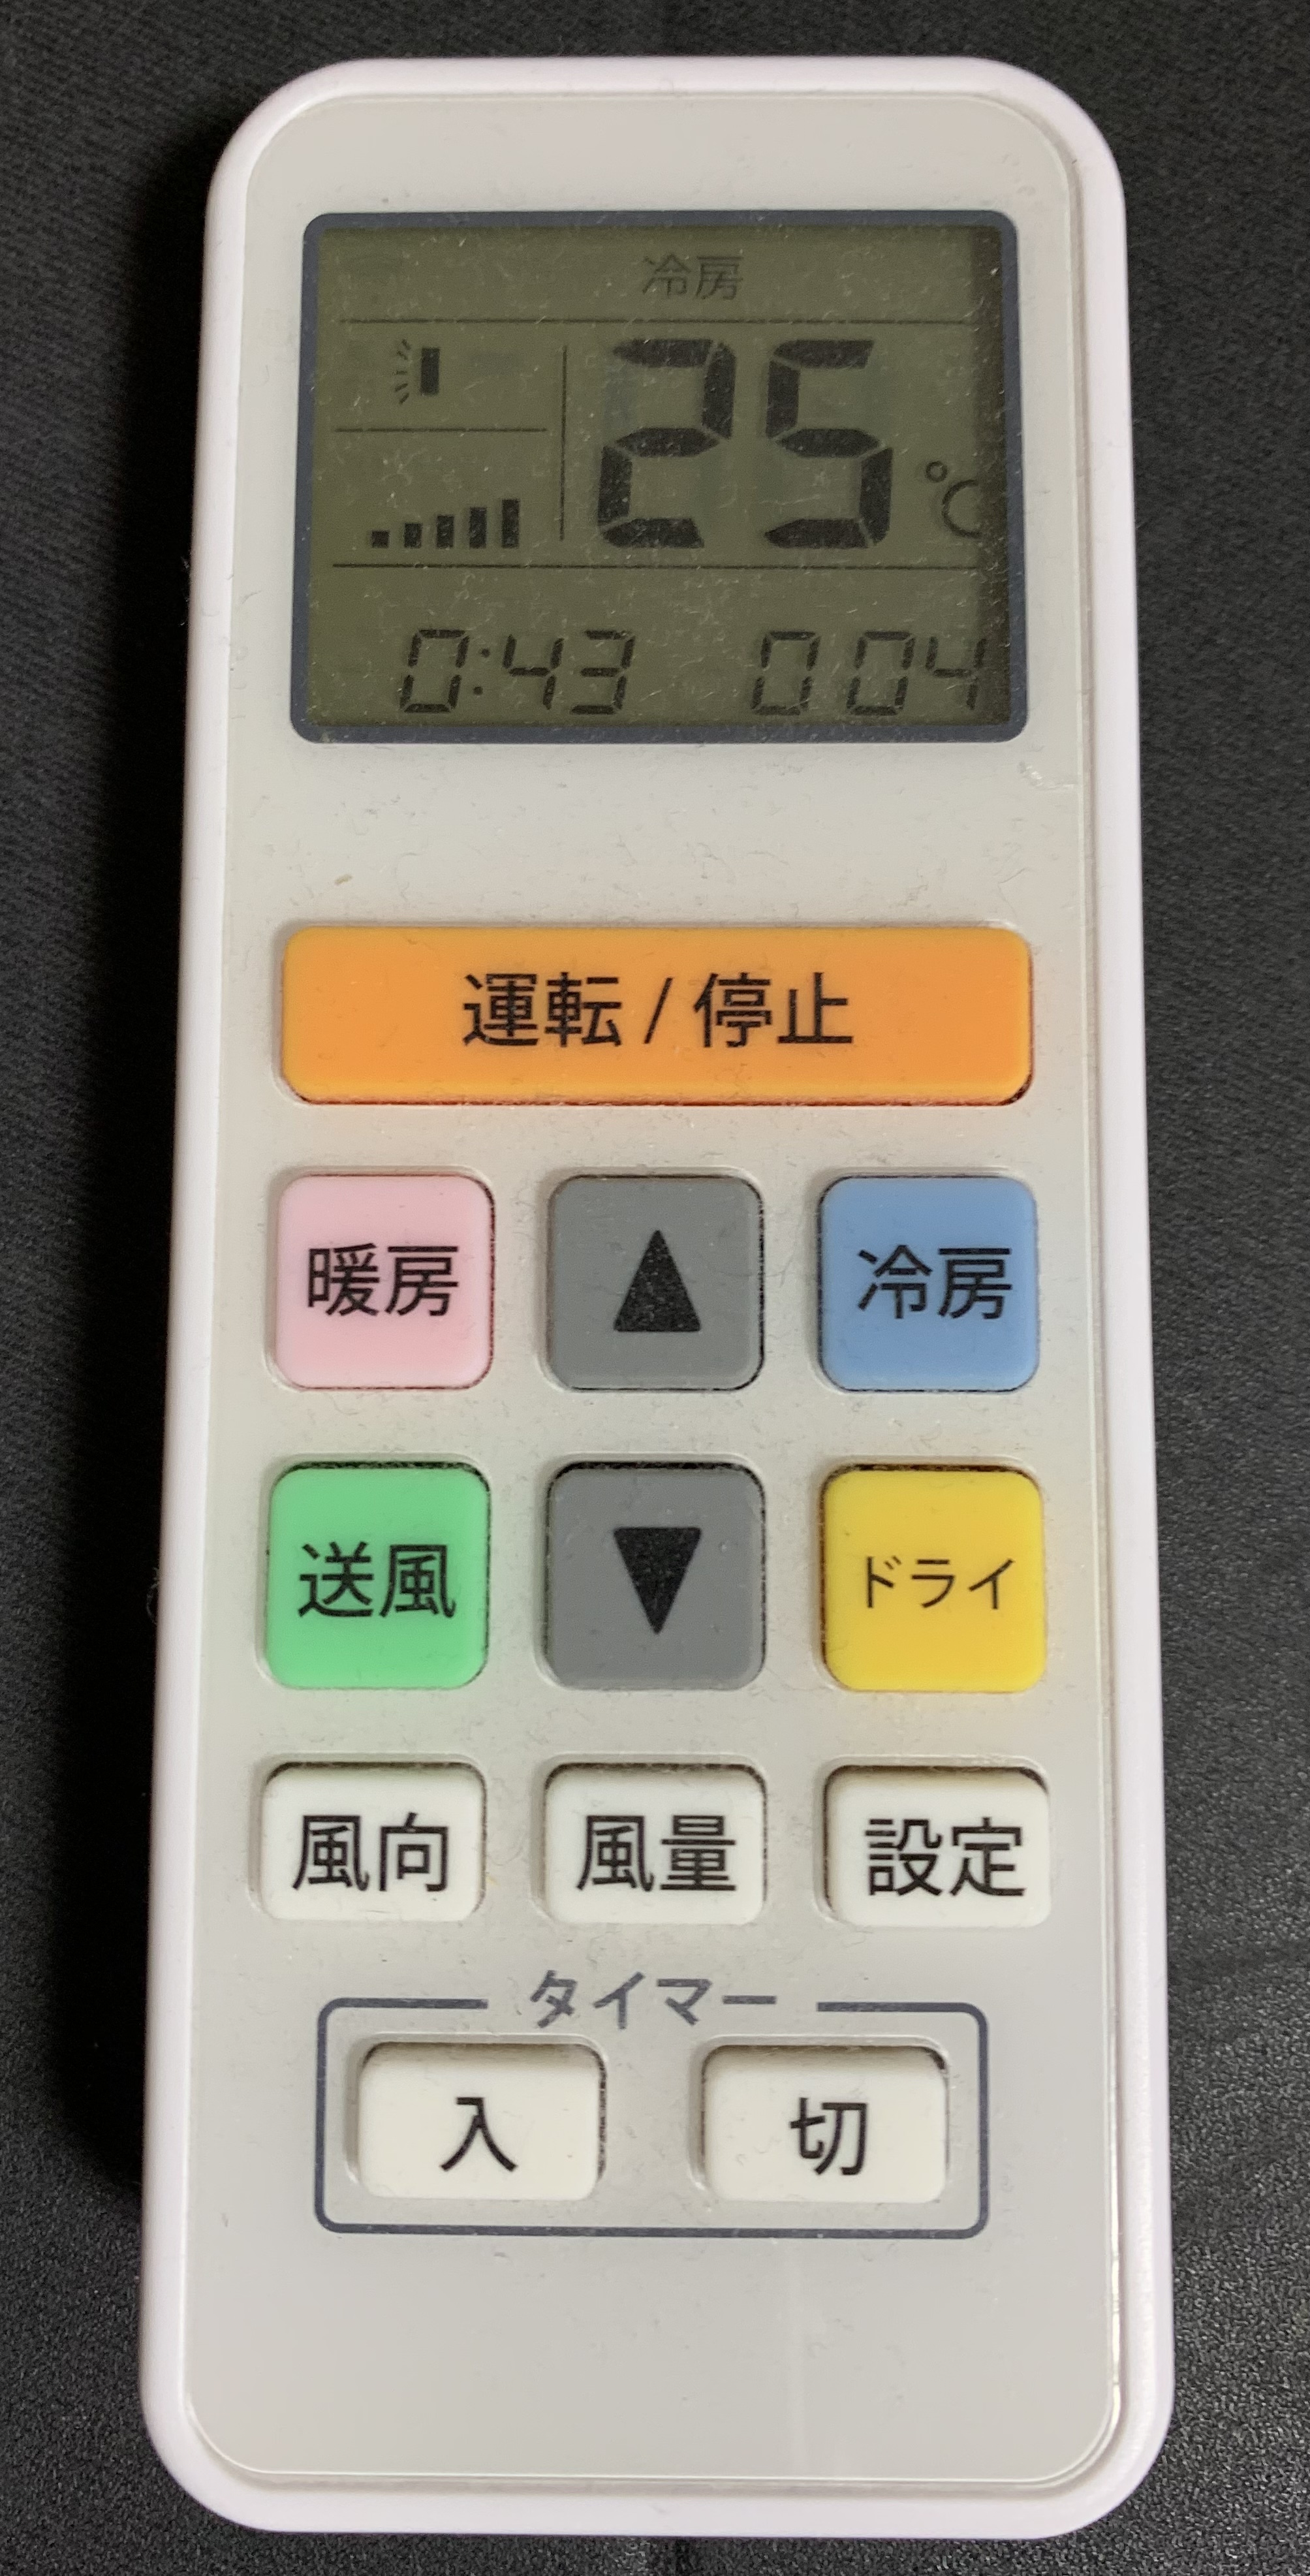 冷房
25℃
0:43 004
運転/停止
暖房 ▲ 冷房
送風 ▼ ドライ
風向 風量 設定
タイマー
入 切